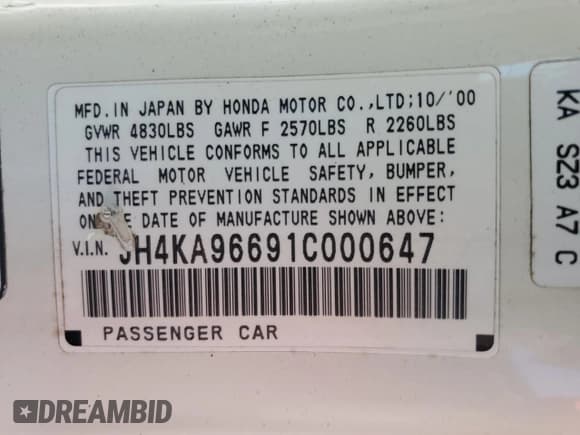 MFD.IN JAPAN BY HONDA MOTOR CO.,LTD;10/'00
GVWR 4830LBS GAWR F 2570LBS R 2260LBS
THIS VEHICLE CONFORMS TO ALL APPLICABLE
FEDERAL MOTOR VEHICLE SAFETY, BUMPER,
AND THEFT PREVENTION STANDARDS IN EFFECT
ON THE DATE OF MANUFACTURE SHOWN ABOVE:
V.I.N. JH4KA96691C000647
PASSENGER CAR
KA SZ3 A7 C
DREAMBID